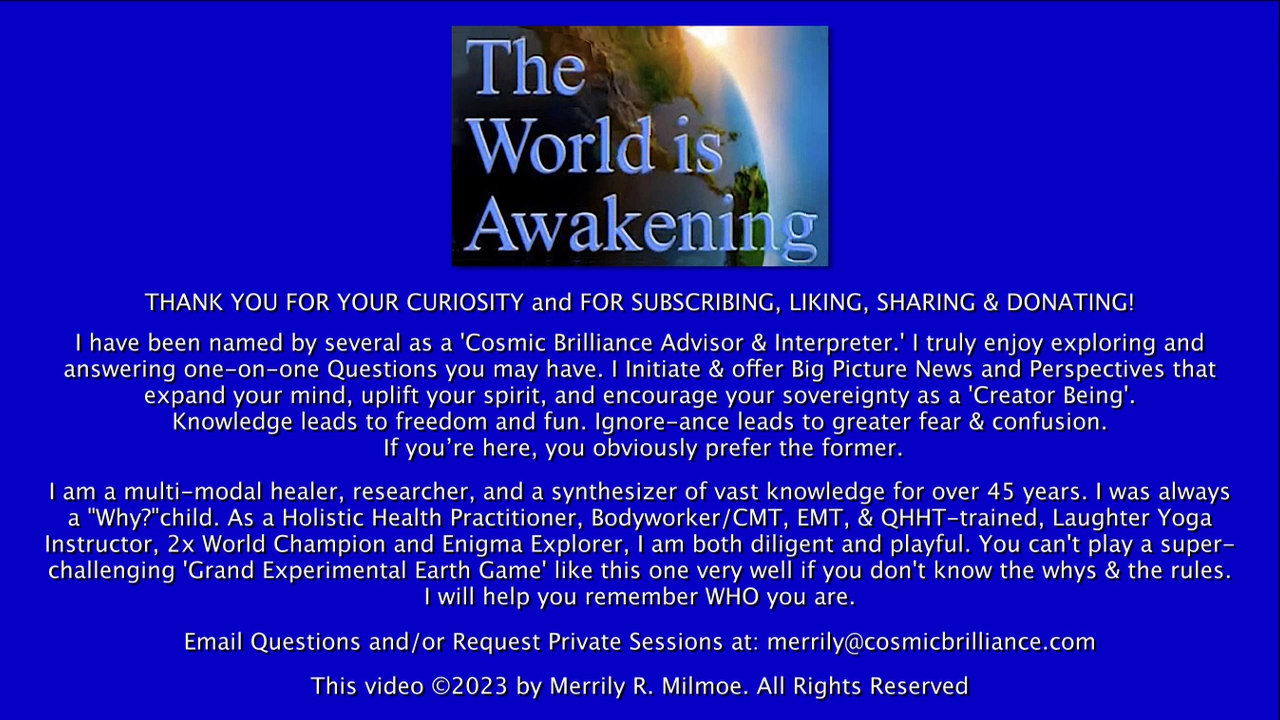 The
World is
Awakening
THANK YOU FOR YOUR CURIOSITY and FOR SUBSCRIBING, LIKING, SHARING & DONATING!
I have been named by several as a 'Cosmic Brilliance Advisor & Interpreter.' I truly enjoy exploring and
answering one-on-one Questions you may have. I Initiate & offer Big Picture News and Perspectives that
expand your mind, uplift your spirit, and encourage your sovereignty as a 'Creator Being'.
Knowledge leads to freedom and fun. Ignore-ance leads to greater fear & confusion.
If you’re here, you obviously prefer the former.
I am a multi-modal healer, researcher, and a synthesizer of vast knowledge for over 45 years. I was always
a "Why?"child. As a Holistic Health Practitioner, Bodyworker/CMT, EMT, & QHHT-trained, Laughter Yoga
Instructor, 2x World Champion and Enigma Explorer, I am both diligent and playful. You can't play a super-
challenging 'Grand Experimental Earth Game' like this one very well if you don't know the whys & the rules.
I will help you remember WHO you are.
Email Questions and/or Request Private Sessions at: merrily@cosmicbrilliance.com
This video ©2023 by Merrily R. Milmoe. All Rights Reserved